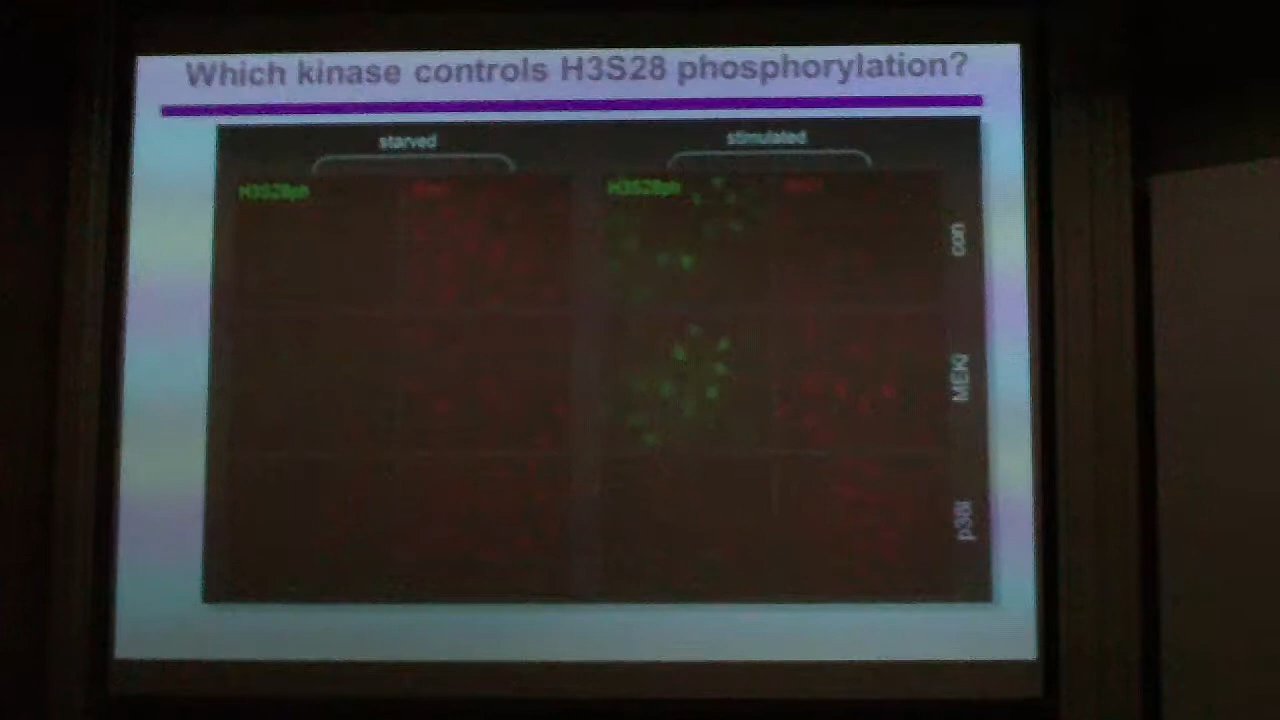 Which kinase controls H3S28 phosphorylation?
starved
stimulated
H3S28ph
H3S28ph
con
MEKi
p38i